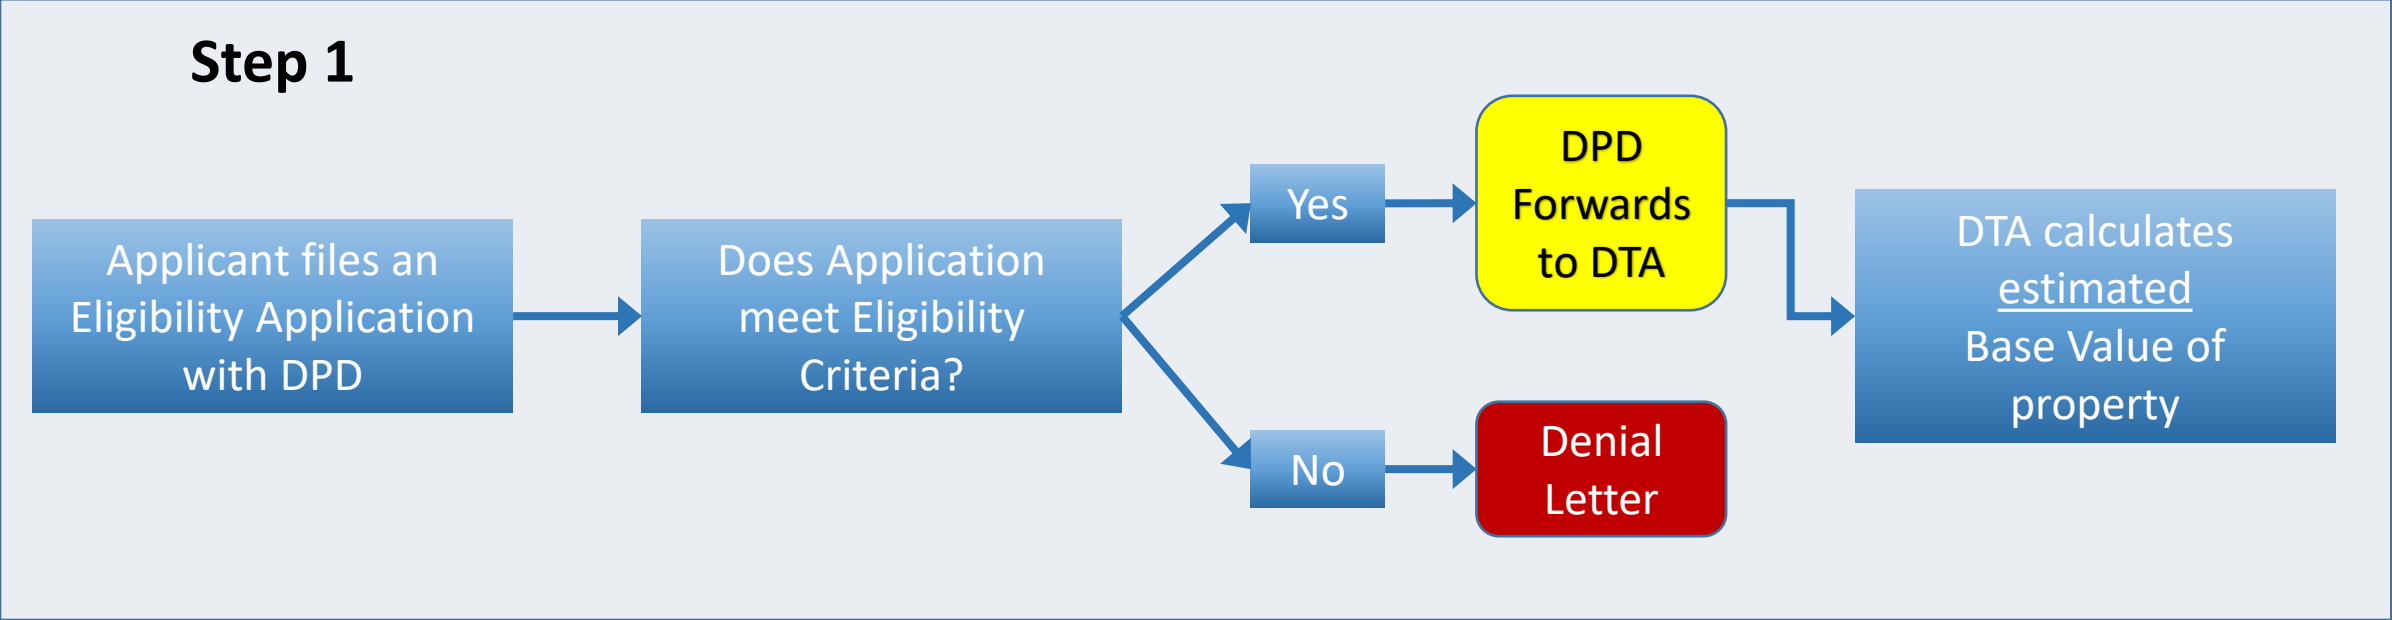 Step 1
Applicant files an
Eligibility Application
with DPD
Does Application
meet Eligibility
Criteria?
Yes
DPD
Forwards
to DTA
DTA calculates
estimated
Base Value of
property
No
Denial
Letter